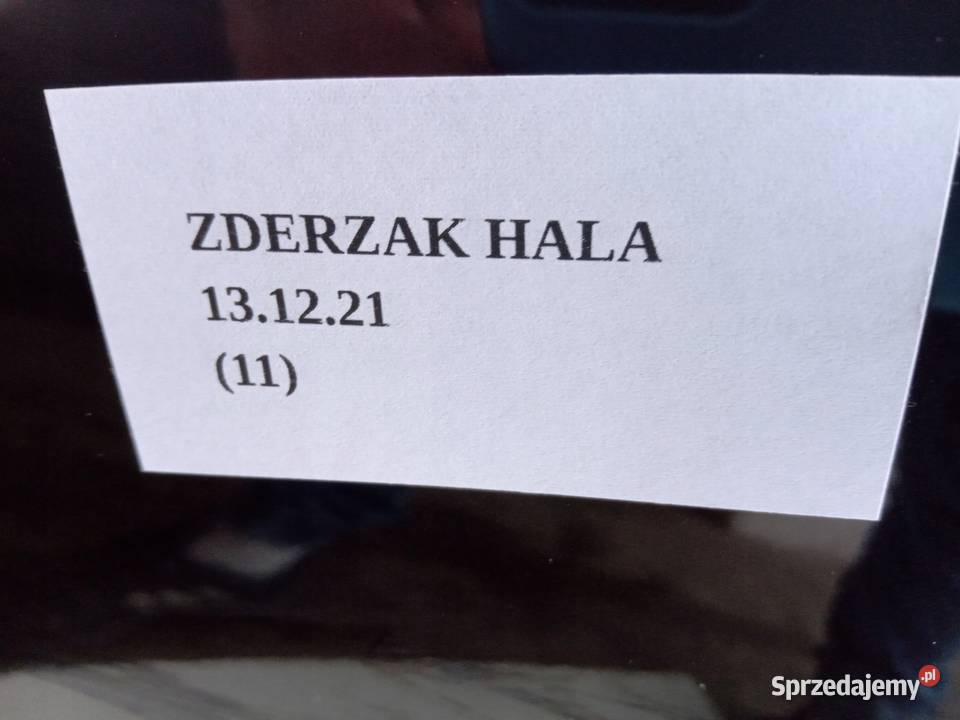 ZDERZAK HALA
13.12.21
(11)
Sprzedajemy.pl